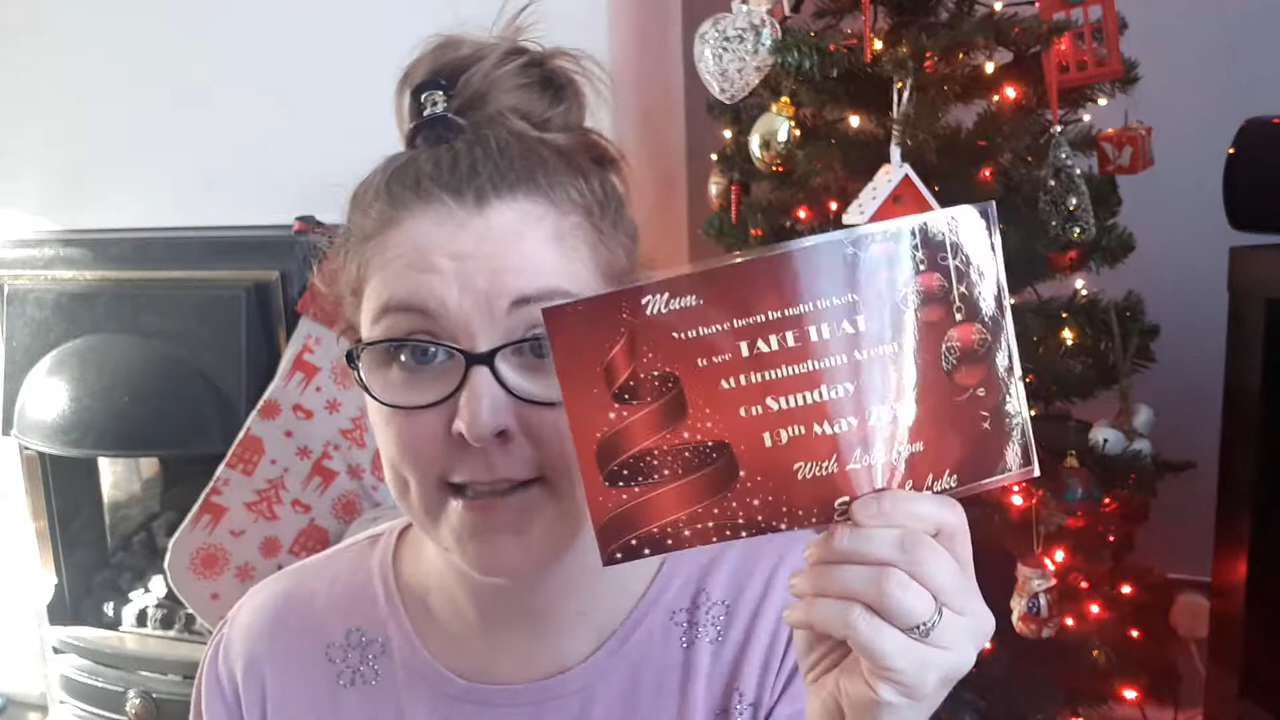 Mum,
You have been bought tickets
to see TAKE THAT
At Birmingham Arena
On Sunday
19th May
With Love from
& Luke